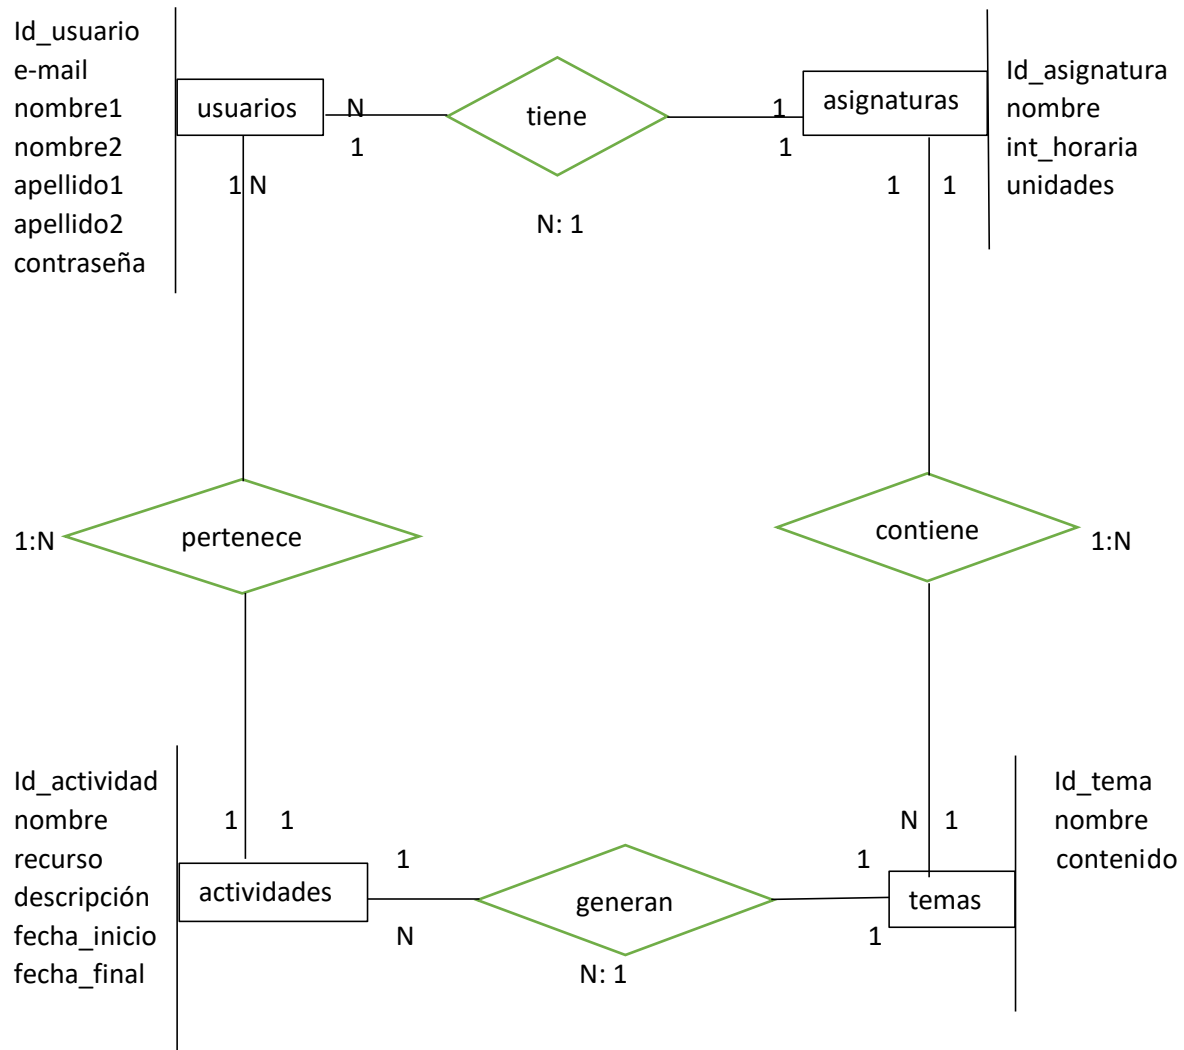 Id_usuario
e-mail
nombre1
nombre2
apellido1
apellido2
contraseña
usuarios
N
1
1 N
tiene
N: 1
1
1
asignaturas
1 1
Id_asignatura
nombre
int_horaria
unidades
1:N
pertenece
contiene
1:N
Id_actividad
nombre
recurso
descripción
fecha_inicio
fecha_final
1 1
actividades
1
N
generan
N: 1
1
1
N 1
temas
Id_tema
nombre
contenido